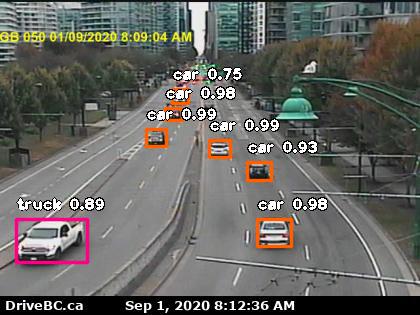 GB 050 01/09/2020 8:09:04 AM
car 0.75
car 0.98
car 0.99
car 0.99
car 0.93
truck 0.89
car 0.98
DriveBC.ca Sep 1, 2020 8:12:36 AM